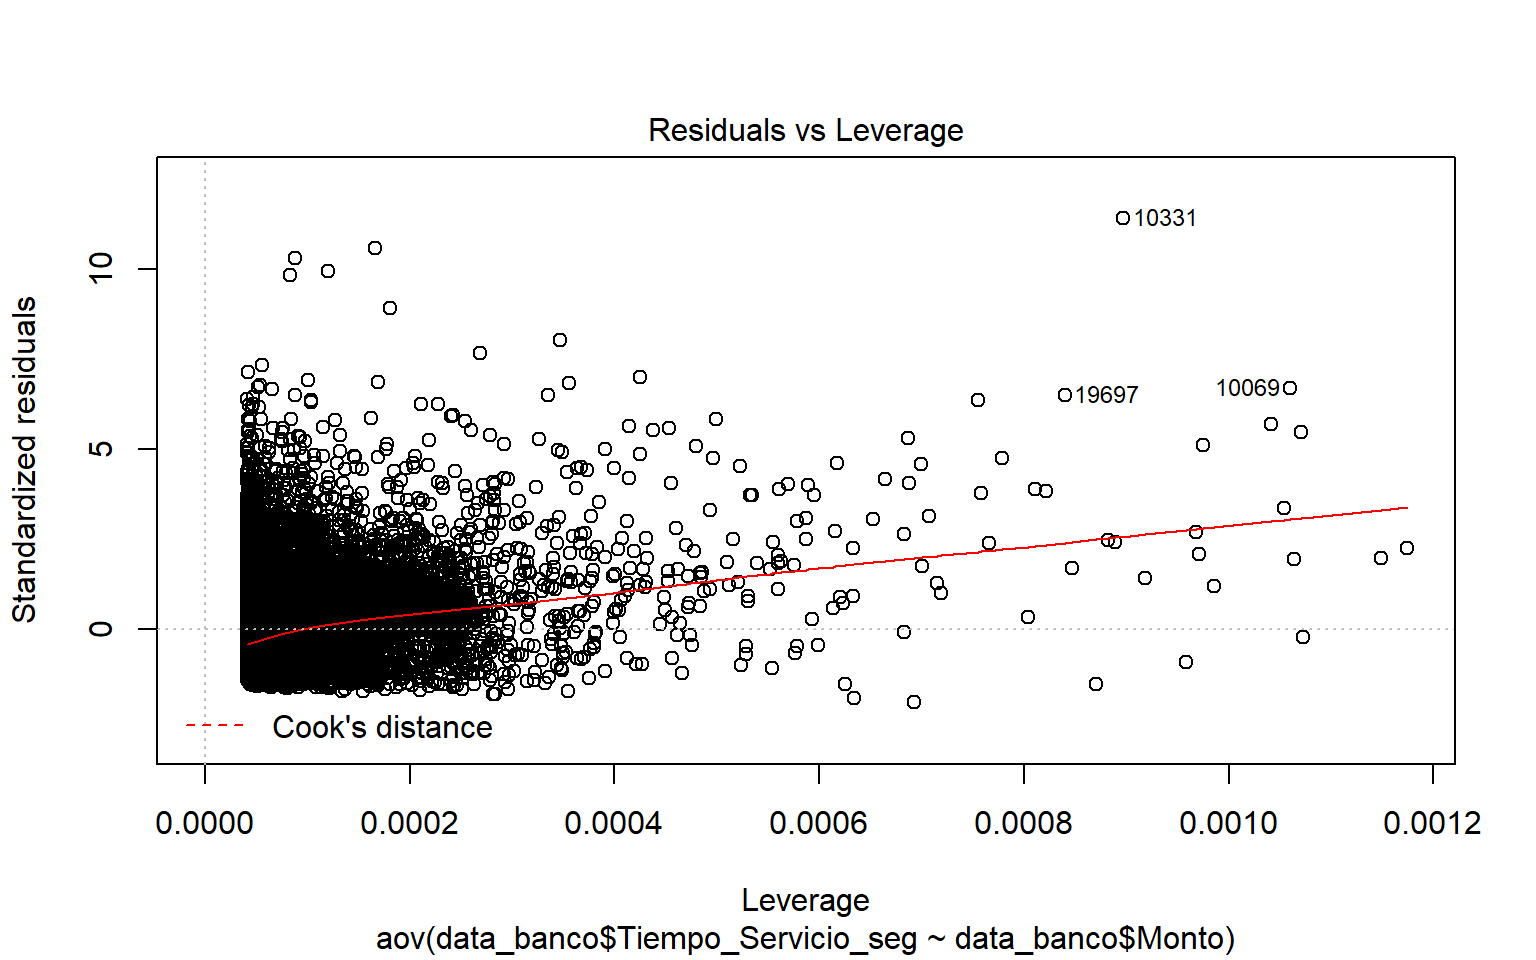 Residuals vs Leverage
Standardized residuals
10
5
0
10331
19697
10069
Cook's distance
0.0000 0.0002 0.0004 0.0006 0.0008 0.0010 0.0012
Leverage
aov(data_banco$Tiempo_Servicio_seg ~ data_banco$Monto)